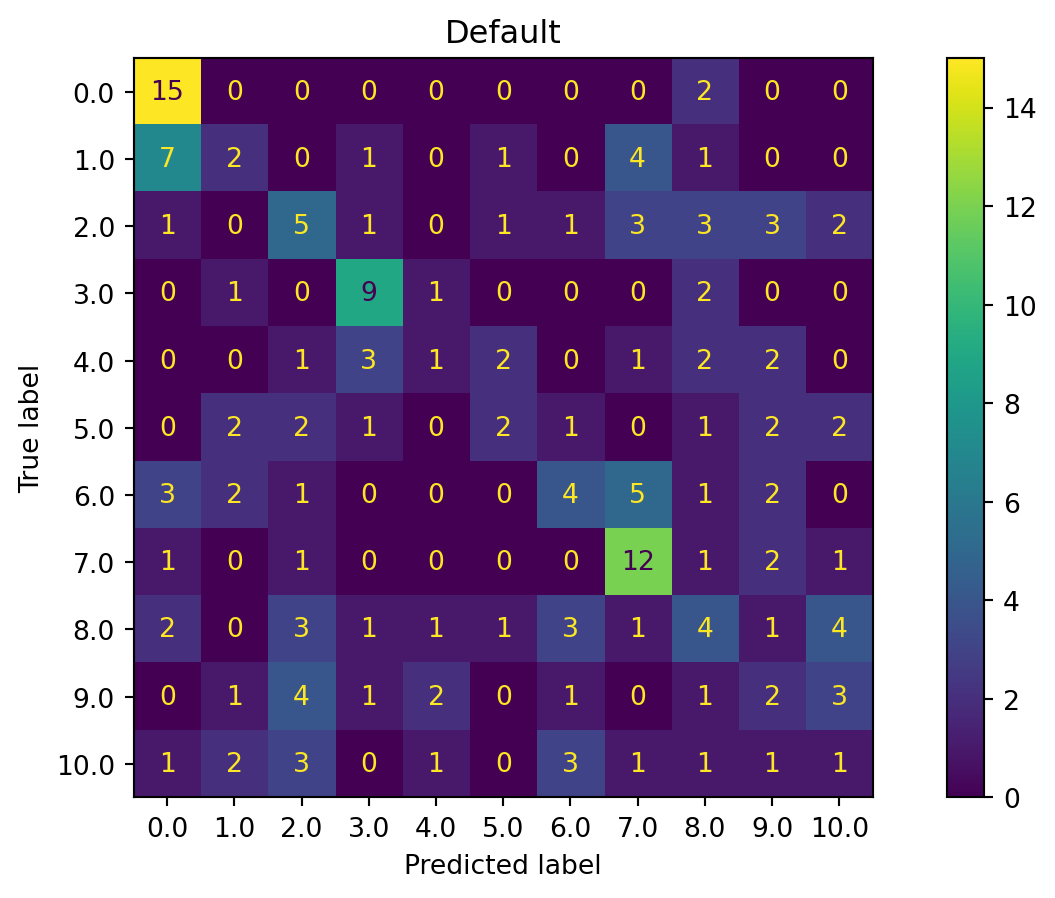 Default
0.0 15 0 0 0 0 0 0 0 2 0 0
1.0 7 2 0 1 0 1 0 4 1 0 0
2.0 1 0 5 1 0 1 1 3 3 3 2
3.0 0 1 0 9 1 0 0 0 2 0 0
4.0 0 0 1 3 1 2 0 1 2 2 0
5.0 0 2 2 1 0 2 1 0 1 2 2
6.0 3 2 1 0 0 0 4 5 1 2 0
7.0 1 0 1 0 0 0 0 12 1 2 1
8.0 2 0 3 1 1 1 3 1 4 1 4
9.0 0 1 4 1 2 0 1 0 1 2 3
10.0 1 2 3 0 1 0 3 1 1 1 1
0.0 1.0 2.0 3.0 4.0 5.0 6.0 7.0 8.0 9.0 10.0
Predicted label
True label
14
12
10
8
6
4
2
0